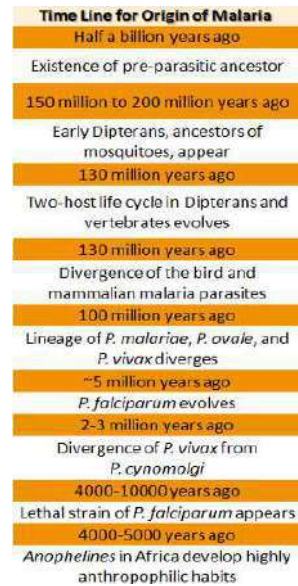 Time Line for Origin of Malaria
Half a billion years ago
Existence of pre-parasitic ancestor
150 million to 200 million years ago
Early Dipterans, ancestors of
mosquitoes, appear
130 million years ago
Two-host life cycle in Dipterans and
vertebrates evolves
130 million years ago
Divergence of the bird and
mammalian malaria parasites
100 million years ago
Lineage of P. malariae, P. ovale, and
P. vivax diverges
~5 million years ago
P. falciparum evolves
2-3 million years ago
Divergence of P. vivax from
P. cynomolgi
4000-10000 years ago
Lethal strain of P. falciparum appears
4000-5000 years ago
Anophelines in Africa develop highly
anthropophilic habits